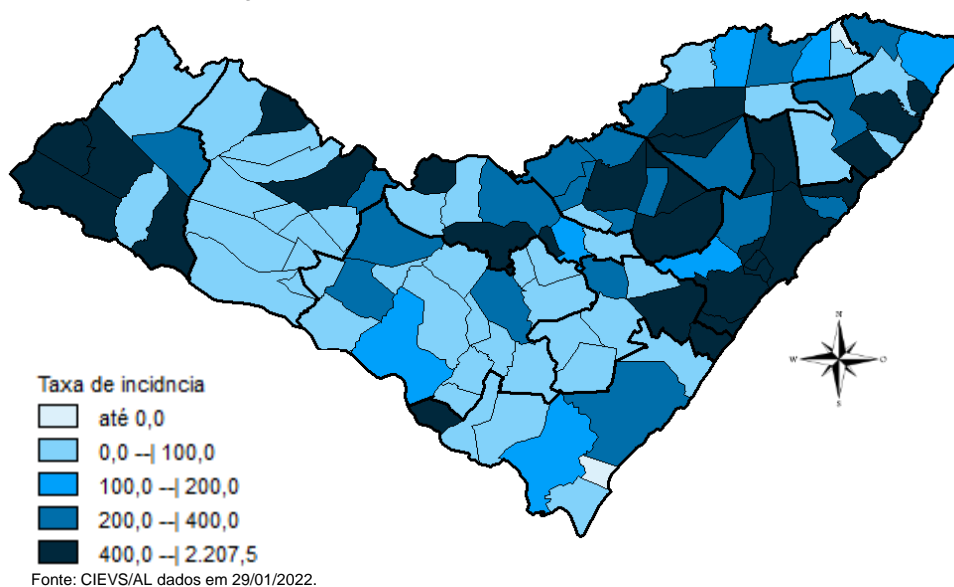 N
W
O
S
Taxa de incidncia
até 0,0
0,0 --| 100,0
100,0 --| 200,0
200,0 --| 400,0
400,0 --| 2.207,5
Fonte: CIEVS/AL dados em 29/01/2022.